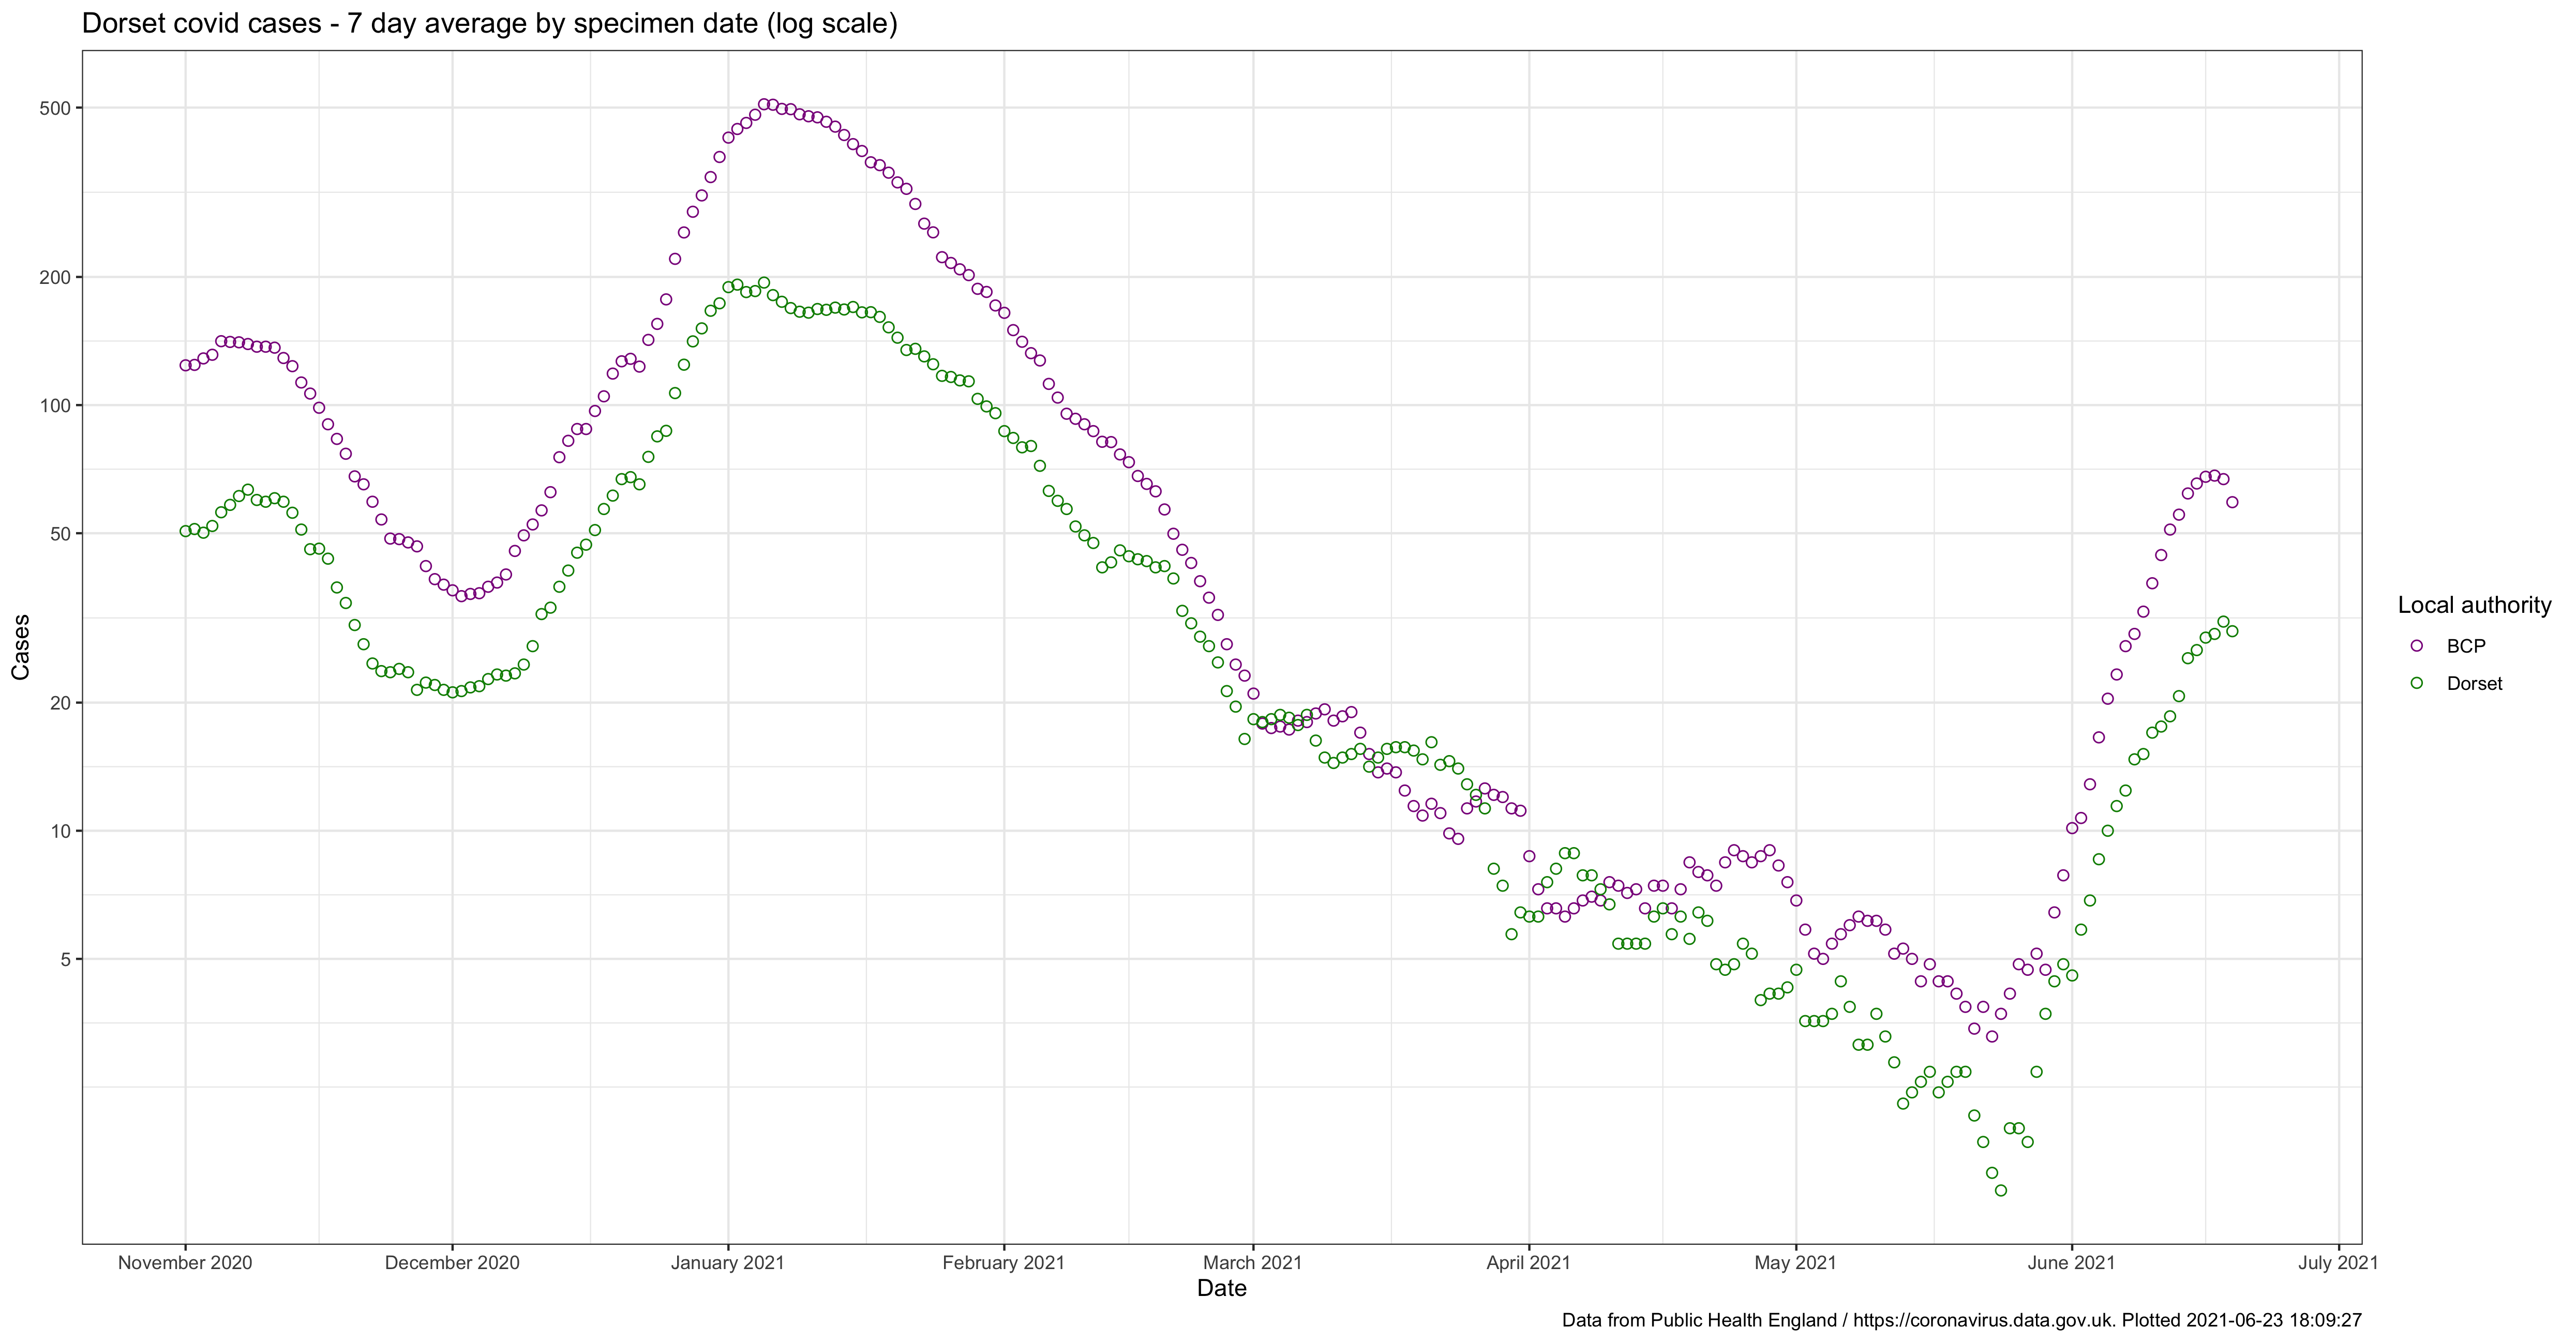 Dorset covid cases - 7 day average by specimen date (log scale)
500
200
100
50
20
10
5
Cases
November 2020 December 2020 January 2021 February 2021 March 2021 April 2021 May 2021 June 2021 July 2021
Date
Local authority
BCP
Dorset
Data from Public Health England / https://coronavirus.data.gov.uk. Plotted 2021-06-23 18:09:27